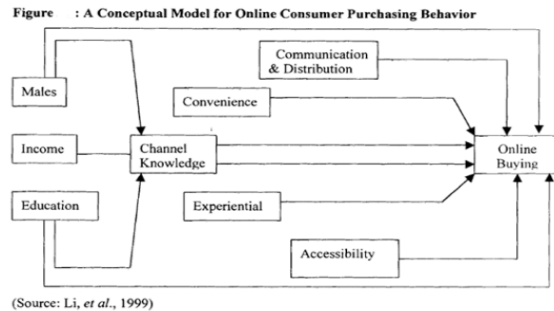 Figure : A Conceptual Model for Online Consumer Purchasing Behavior
Communication
& Distribution
Males
Convenience
Income
Channel
Knowledge
Online
Buying
Education
Experiential
Accessibility
(Source: Li, et al., 1999)